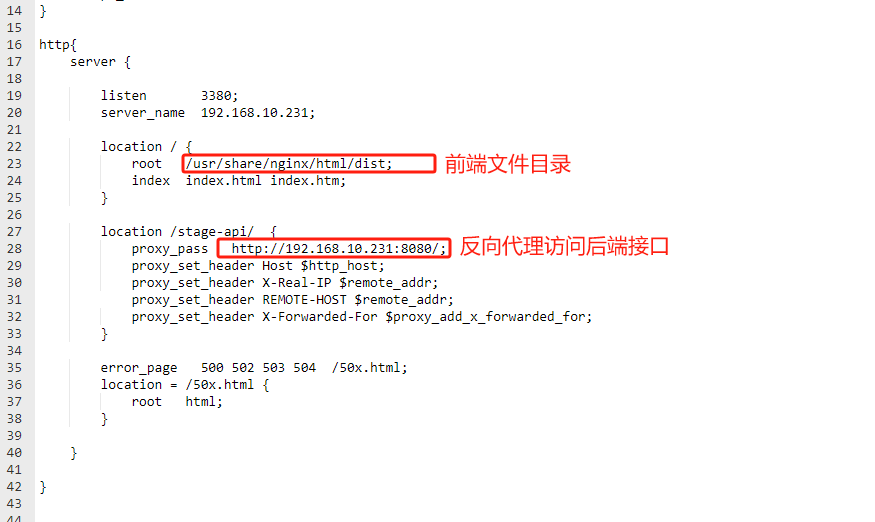 14 }
15
16 http{
17 server {
18
19 listen 3380;
20 server_name 192.168.10.231;
21
22 location / {
23 root /usr/share/nginx/html/dist; 前端文件目录
24 index index.html index.htm;
25 }
26
27 location /stage-api/ {
28 proxy_pass http://192.168.10.231:8080/; 反向代理访问后端接口
29 proxy_set_header Host $http_host;
30 proxy_set_header X-Real-IP $remote_addr;
31 proxy_set_header REMOTE-HOST $remote_addr;
32 proxy_set_header X-Forwarded-For $proxy_add_x_forwarded_for;
33 }
34
35 error_page 500 502 503 504 /50x.html;
36 location = /50x.html {
37 root html;
38 }
39
40 }
41
42 }
43
44